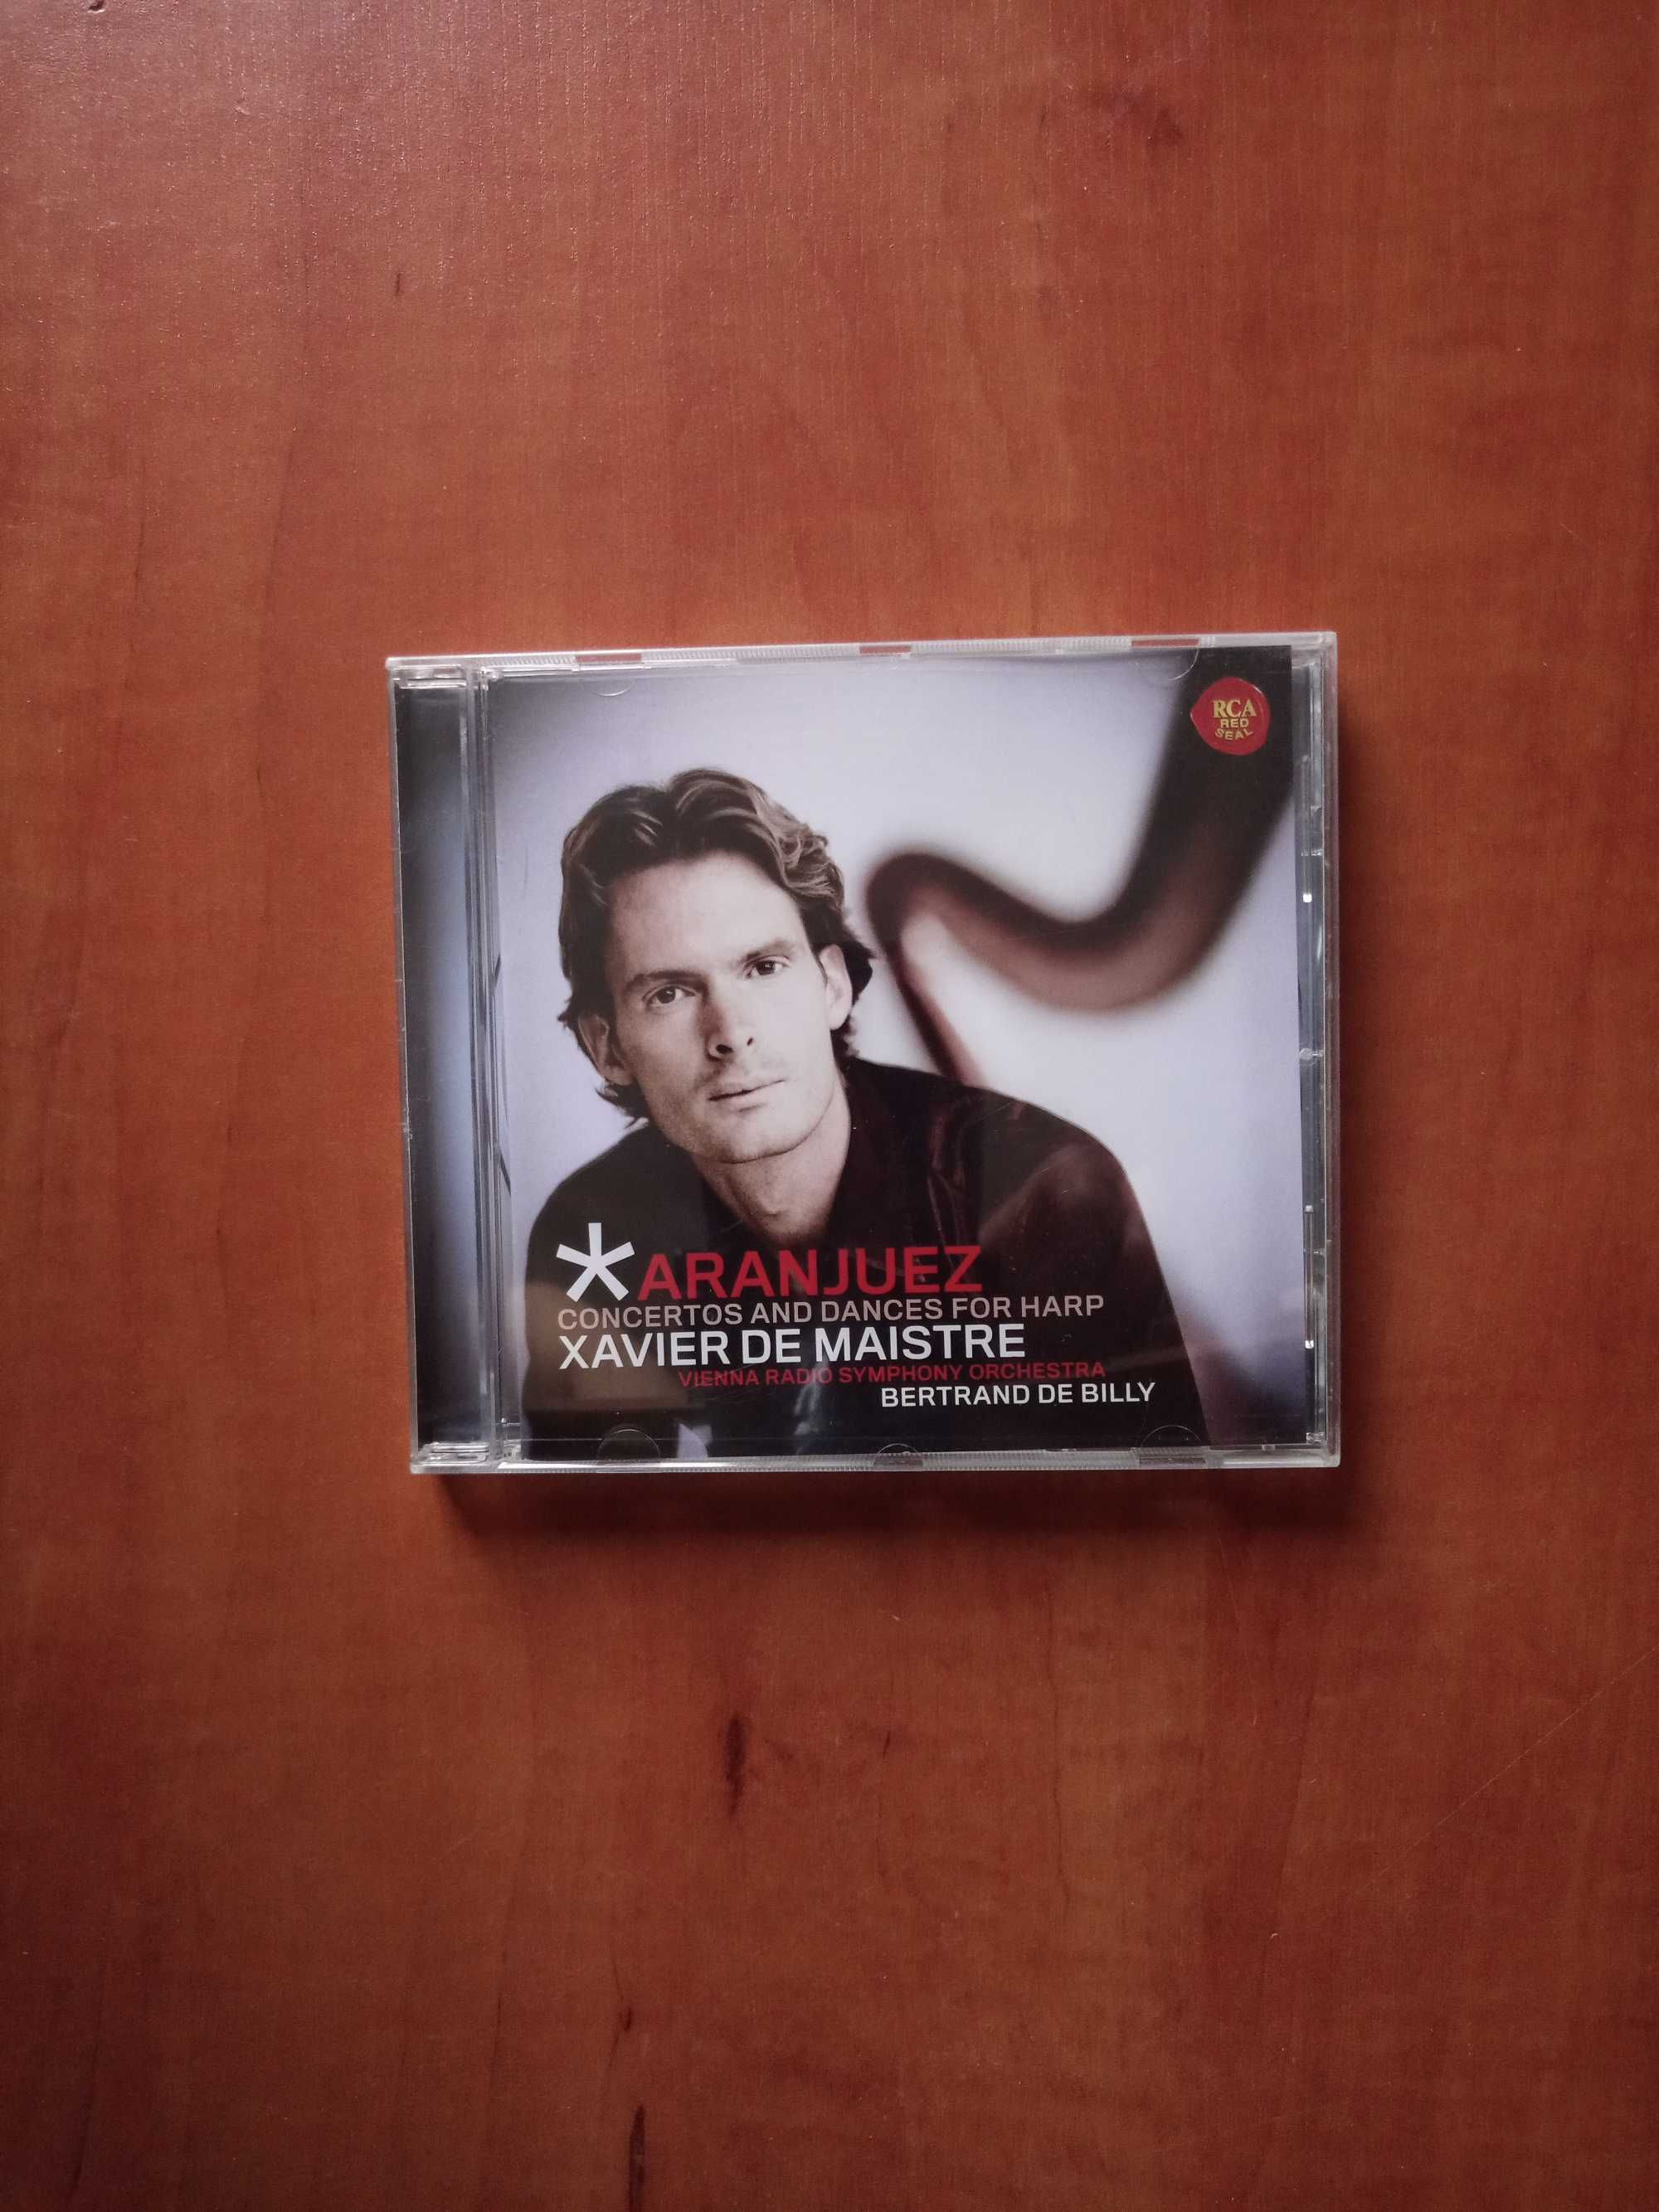 RCA
RED
SEAL
*ARANJUEZ
CONCERTOS AND DANCES FOR HARP
XAVIER DE MAISTRE
VIENNA RADIO SYMPHONY ORCHESTRA
BERTRAND DE BILLY